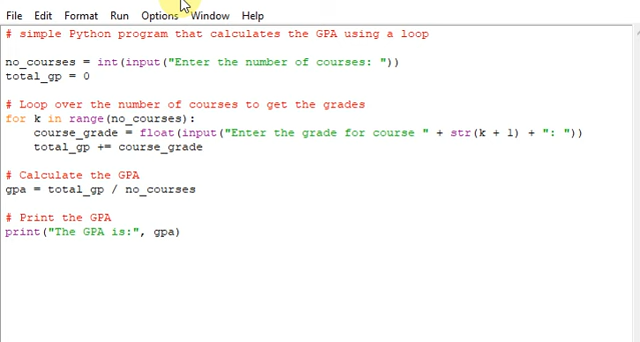 File Edit Format Run Options Window Help
# simple Python program that calculates the GPA using a loop
no_courses = int(input("Enter the number of courses: "))
total_gp = 0
# Loop over the number of courses to get the grades
for k in range(no_courses):
    course_grade = float(input("Enter the grade for course " + str(k + 1) + ": "))
    total_gp += course_grade
# Calculate the GPA
gpa = total_gp / no_courses
# Print the GPA
print("The GPA is:", gpa)